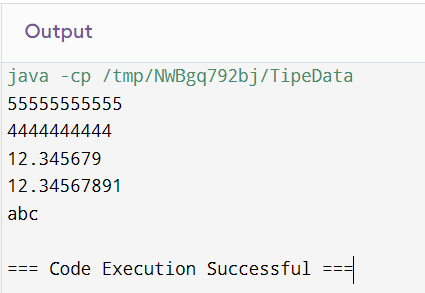 Output
java -cp /tmp/NWBgq792bj/TipeData
55555555555
4444444444
12.345679
12.34567891
abc
=== Code Execution Successful ===